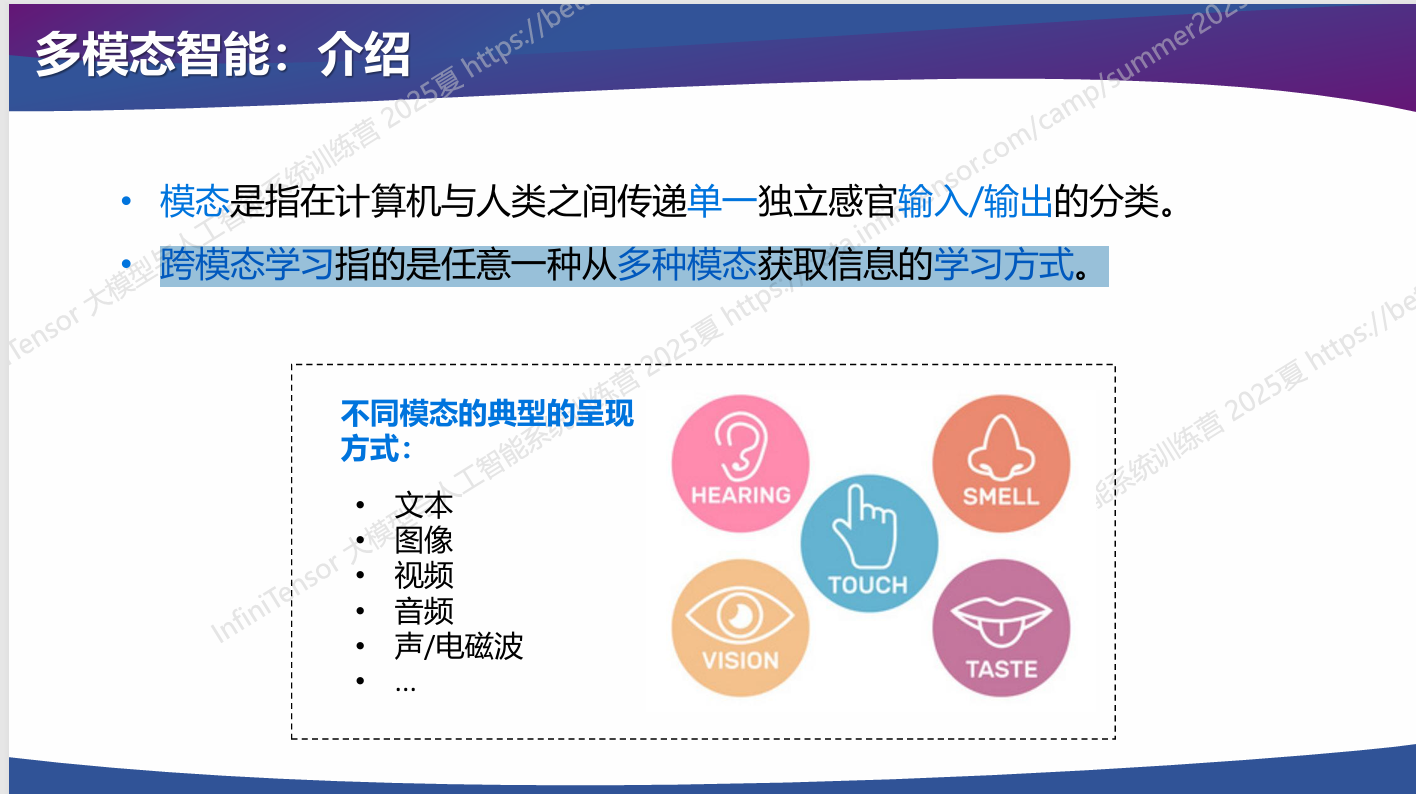 多模态智能：介绍
• 模态是指在计算机与人类之间传递单一独立感官输入/输出的分类。
• 跨模态学习指的是任意一种从多种模态获取信息的学习方式。
不同模态的典型的呈现
方式：
• 文本
• 图像
• 视频
• 音频
• 声/电磁波
• ...
HEARING
SMELL
TOUCH
VISION
TASTE
InfiniTensor 大模型与人工智能系统训练营 2025夏 https://beta.infinitensor.com/camp/summer2025